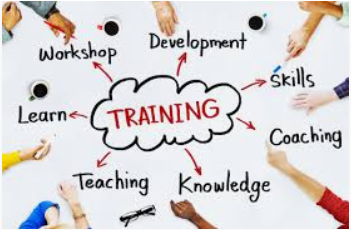 Workshop
Development
Skills
Learn
TRAINING
Coaching
Teaching
Knowledge